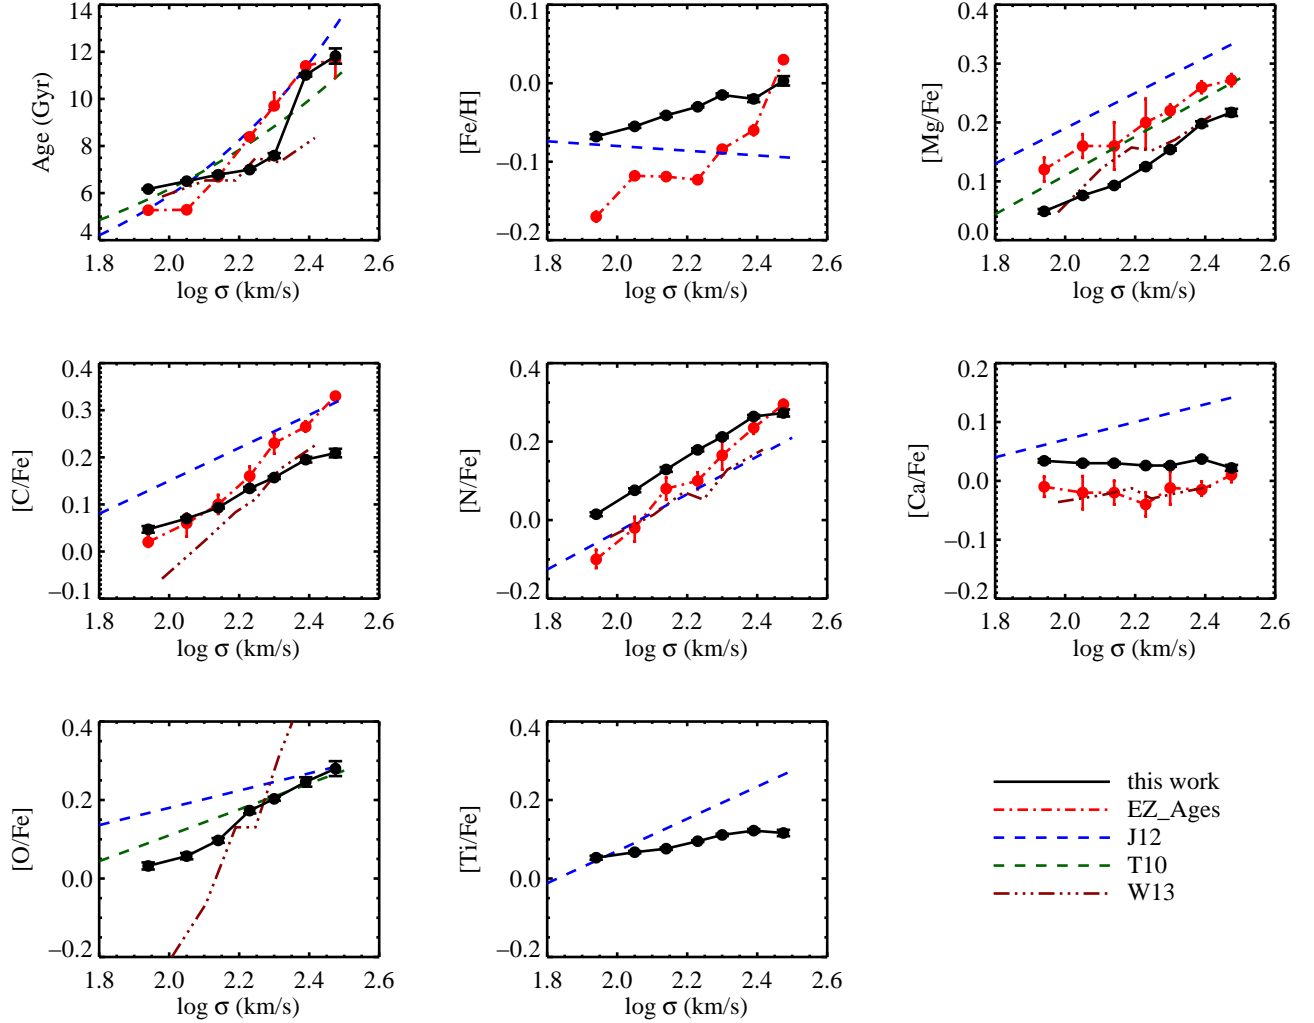 14
12
10
8
6
4
Age (Gyr)
1.8 2.0 2.2 2.4 2.6
log σ (km/s)
0.1
0.0
−0.1
−0.2
[Fe/H]
1.8 2.0 2.2 2.4 2.6
log σ (km/s)
0.4
0.3
0.2
0.1
0.0
[Mg/Fe]
1.8 2.0 2.2 2.4 2.6
log σ (km/s)
0.4
0.3
0.2
0.1
0.0
−0.1
[C/Fe]
1.8 2.0 2.2 2.4 2.6
log σ (km/s)
0.4
0.2
0.0
−0.2
[N/Fe]
1.8 2.0 2.2 2.4 2.6
log σ (km/s)
0.2
0.1
0.0
−0.1
−0.2
[Ca/Fe]
1.8 2.0 2.2 2.4 2.6
log σ (km/s)
0.4
0.2
0.0
−0.2
[O/Fe]
1.8 2.0 2.2 2.4 2.6
log σ (km/s)
0.4
0.2
0.0
−0.2
[Ti/Fe]
1.8 2.0 2.2 2.4 2.6
log σ (km/s)
this work
EZ_Ages
J12
T10
W13